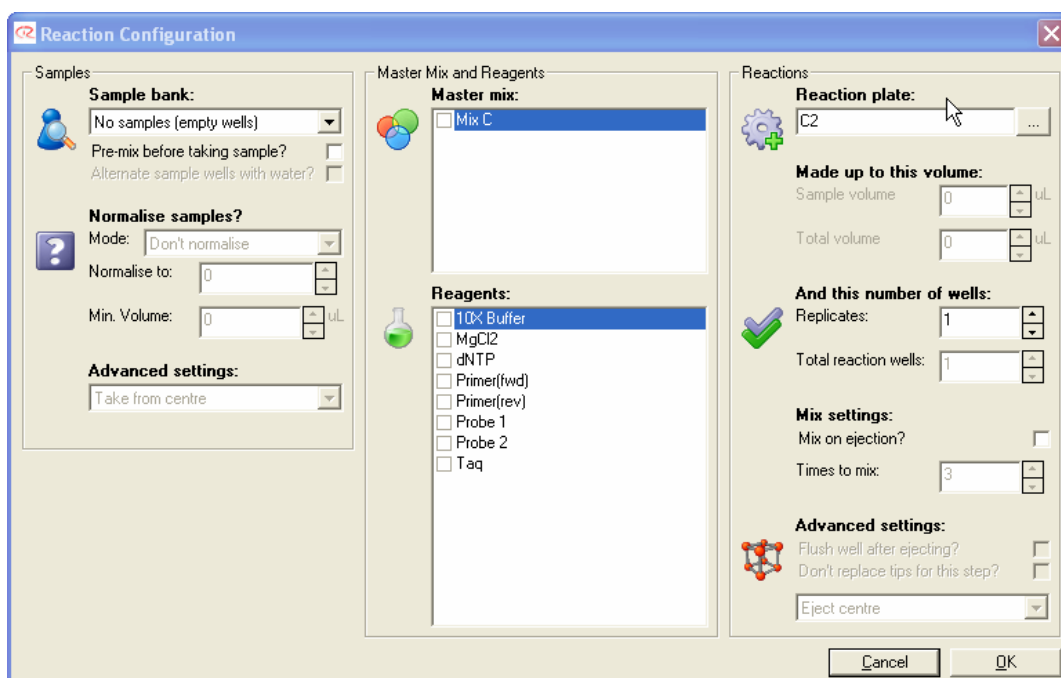 Reaction Configuration
Samples
Sample bank:
No samples (empty wells)
Pre-mix before taking sample?
Alternate sample wells with water?
Normalise samples?
Mode: Don't normalise
Normalise to: 0
Min. Volume: 0 uL
Advanced settings:
Take from centre
Master Mix and Reagents
Master mix:
Mix C
Reagents:
10X Buffer
MgCl2
dNTP
Primer(fwd)
Primer(rev)
Probe 1
Probe 2
Taq
Reactions
Reaction plate:
C2 ...
Made up to this volume:
Sample volume 0 uL
Total volume 0 uL
And this number of wells:
Replicates: 1
Total reaction wells: 1
Mix settings:
Mix on ejection?
Times to mix: 3
Advanced settings:
Flush well after ejecting?
Don't replace tips for this step?
Eject centre
Cancel OK